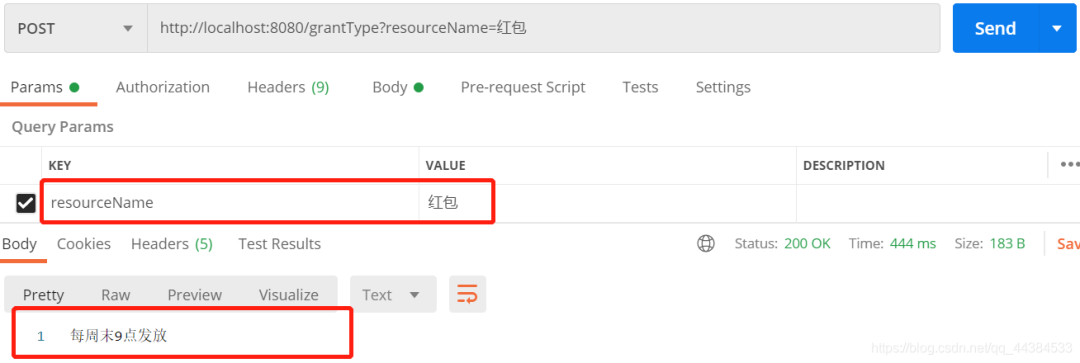 POST http://localhost:8080/grantType?resourceName=红包 Send
Params Authorization Headers (9) Body Pre-request Script Tests Settings
Query Params
KEY VALUE DESCRIPTION
resourceName 红包
Body Cookies Headers (5) Test Results Status: 200 OK Time: 444 ms Size: 183 B Sav
Pretty Raw Preview Visualize Text
1 每周末9点发放
https://blog.csdn.net/qq_44384533